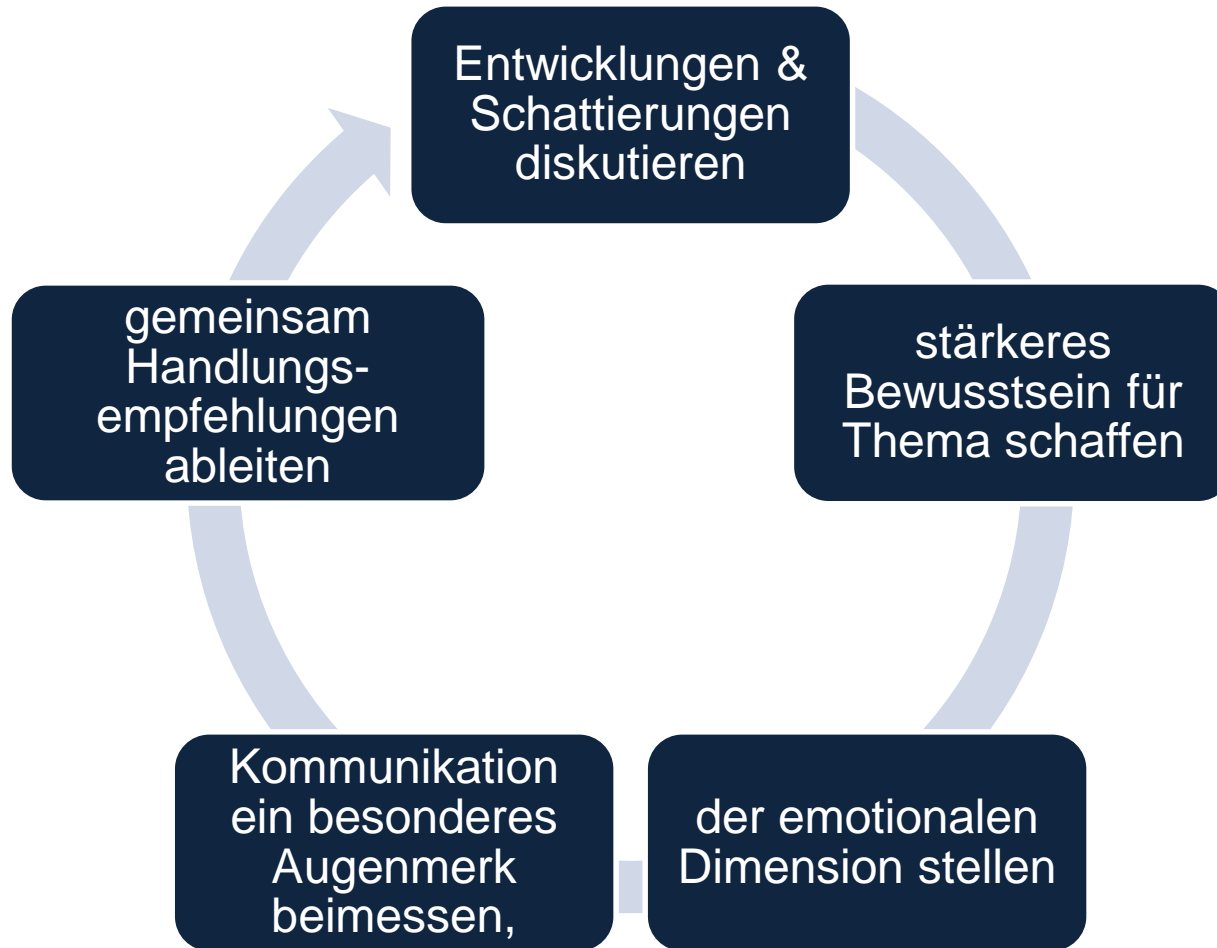 Entwicklungen &
Schattierungen
diskutieren
stärkeres
Bewusstsein für
Thema schaffen
der emotionalen
Dimension stellen
Kommunikation
ein besonderes
Augenmerk
beimessen,
gemeinsam
Handlungs-
empfehlungen
ableiten